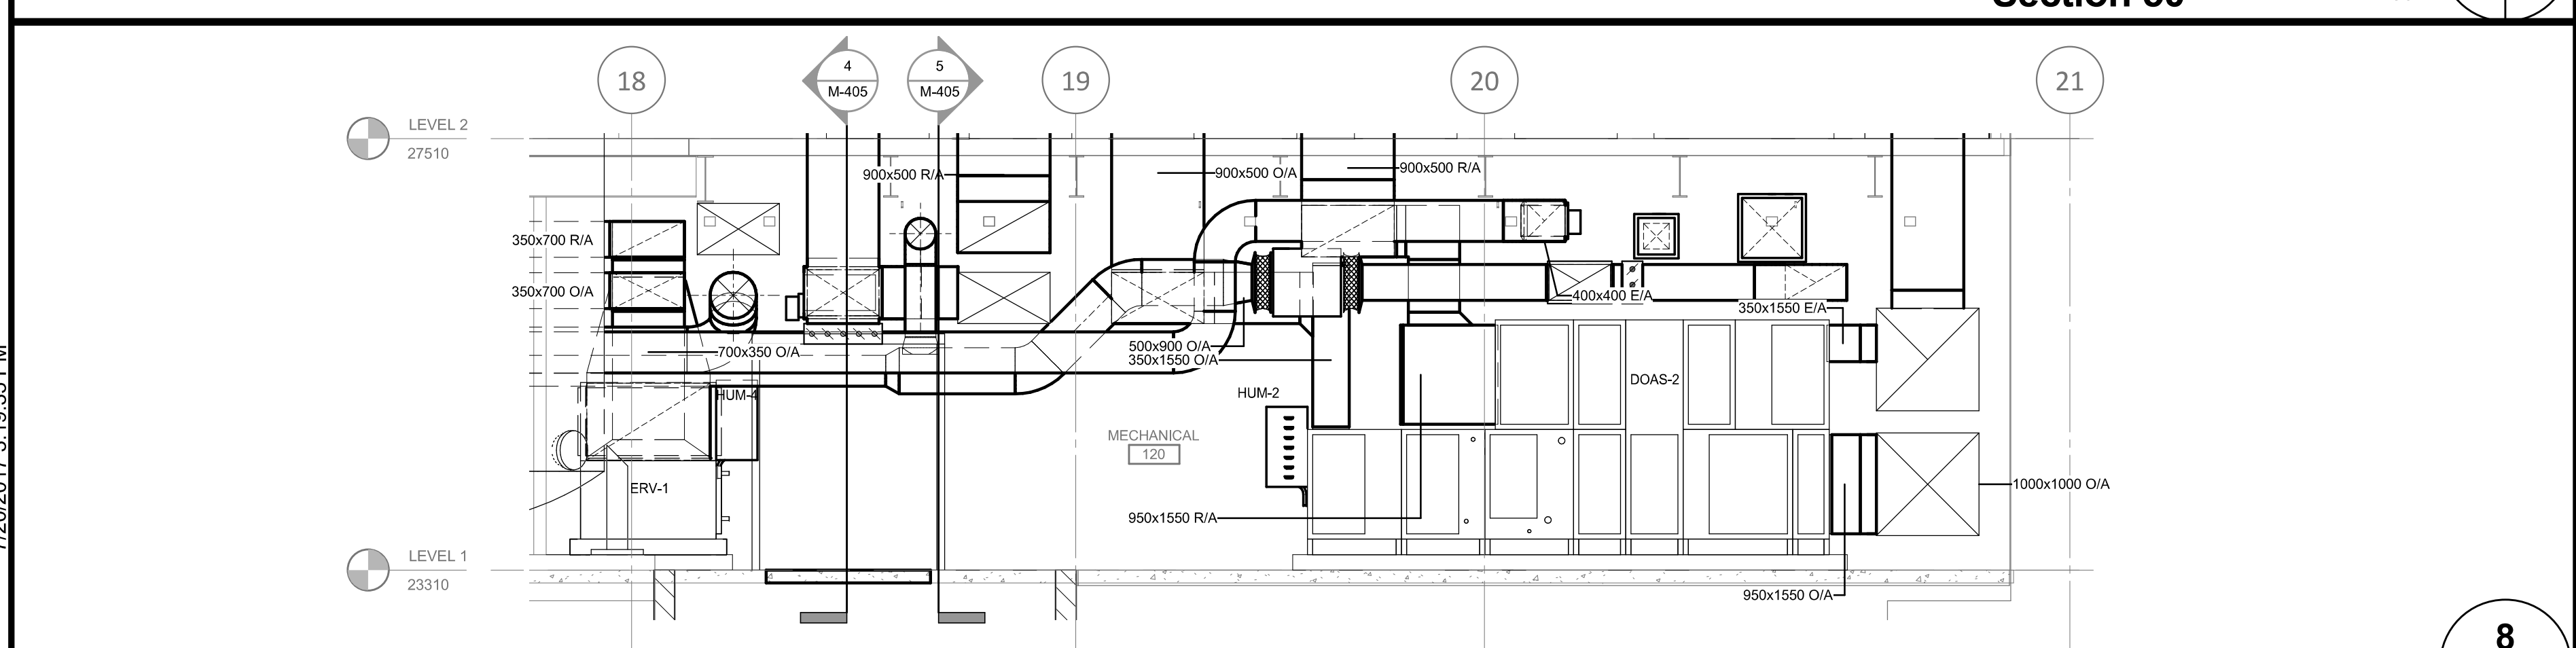 18
4
M-405
5
M-405
19
20
21
LEVEL 2
27510
900x500 R/A
900x500 O/A
900x500 R/A
350x700 R/A
350x700 O/A
400x400 E/A
350x1550 E/A
700x350 O/A
500x900 O/A
350x1550 O/A
HUM-4
HUM-2
DOAS-2
MECHANICAL
120
ERV-1
1000x1000 O/A
950x1550 R/A
LEVEL 1
23310
950x1550 O/A
8